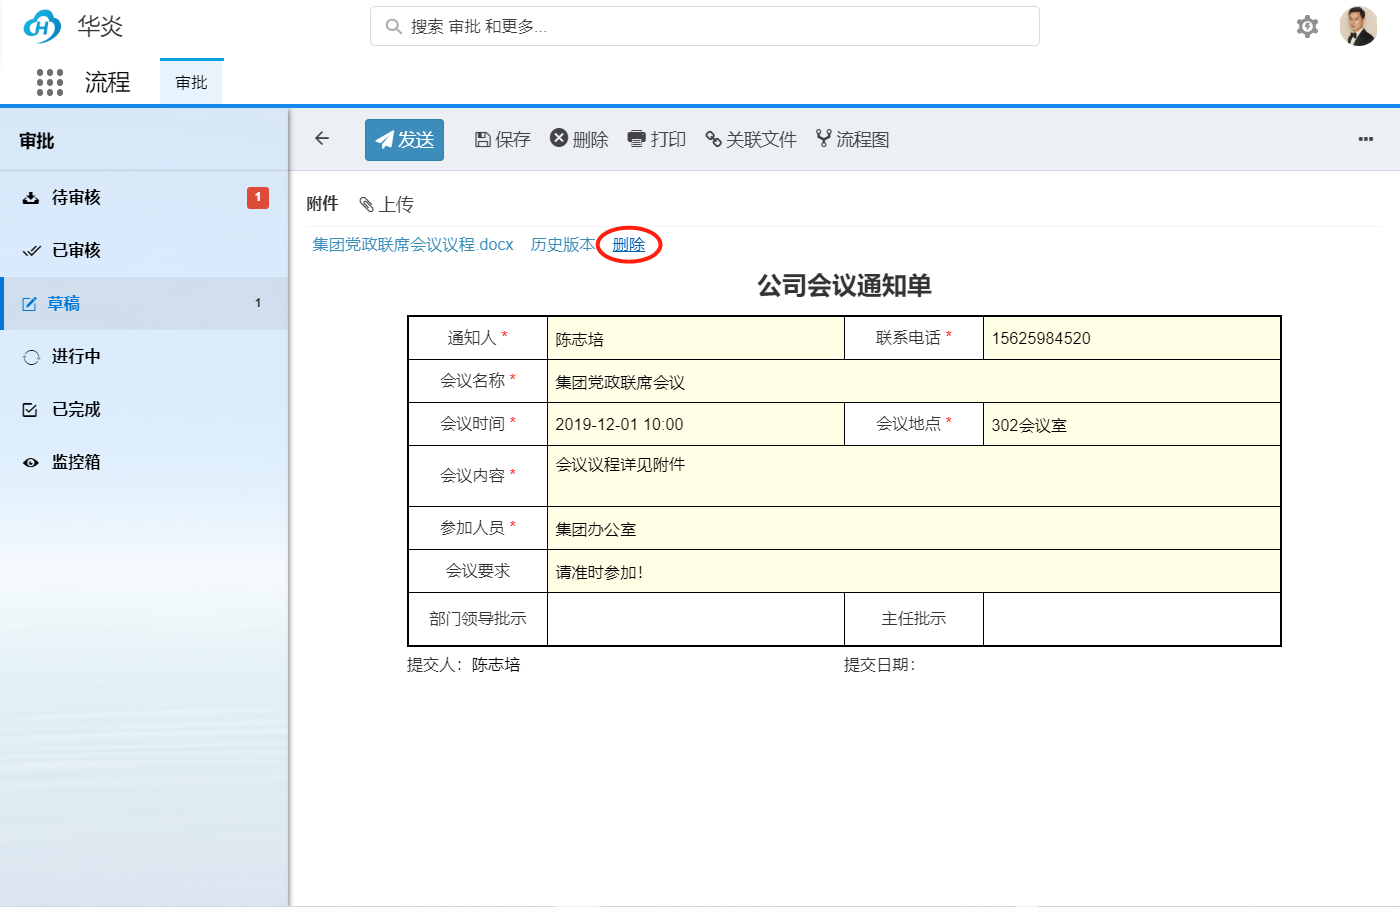 华炎
搜索 审批 和更多...
流程
审批
审批
待审核 1
已审核
草稿 1
进行中
已完成
监控箱
发送 保存 删除 打印 关联文件 流程图
附件 上传
集团党政联席会议议程.docx 历史版本 删除
公司会议通知单
通知人 * 陈志培 联系电话 * 15625984520
会议名称 * 集团党政联席会议
会议时间 * 2019-12-01 10:00 会议地点 * 302会议室
会议内容 * 会议议程详见附件
参加人员 * 集团办公室
会议要求 请准时参加!
部门领导批示 主任批示
提交人： 陈志培 提交日期：